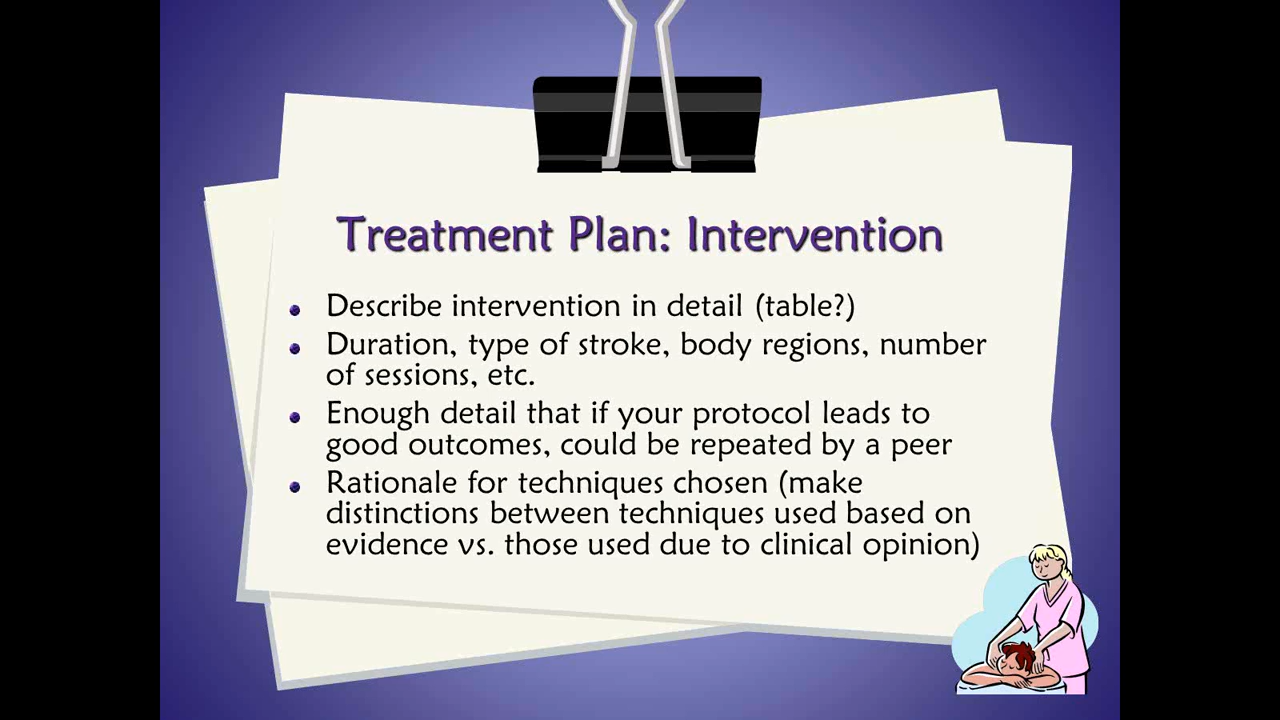 Treatment Plan: Intervention
Describe intervention in detail (table?)
Duration, type of stroke, body regions, number
of sessions, etc.
Enough detail that if your protocol leads to
good outcomes, could be repeated by a peer
Rationale for techniques chosen (make
distinctions between techniques used based on
evidence vs. those used due to clinical opinion)